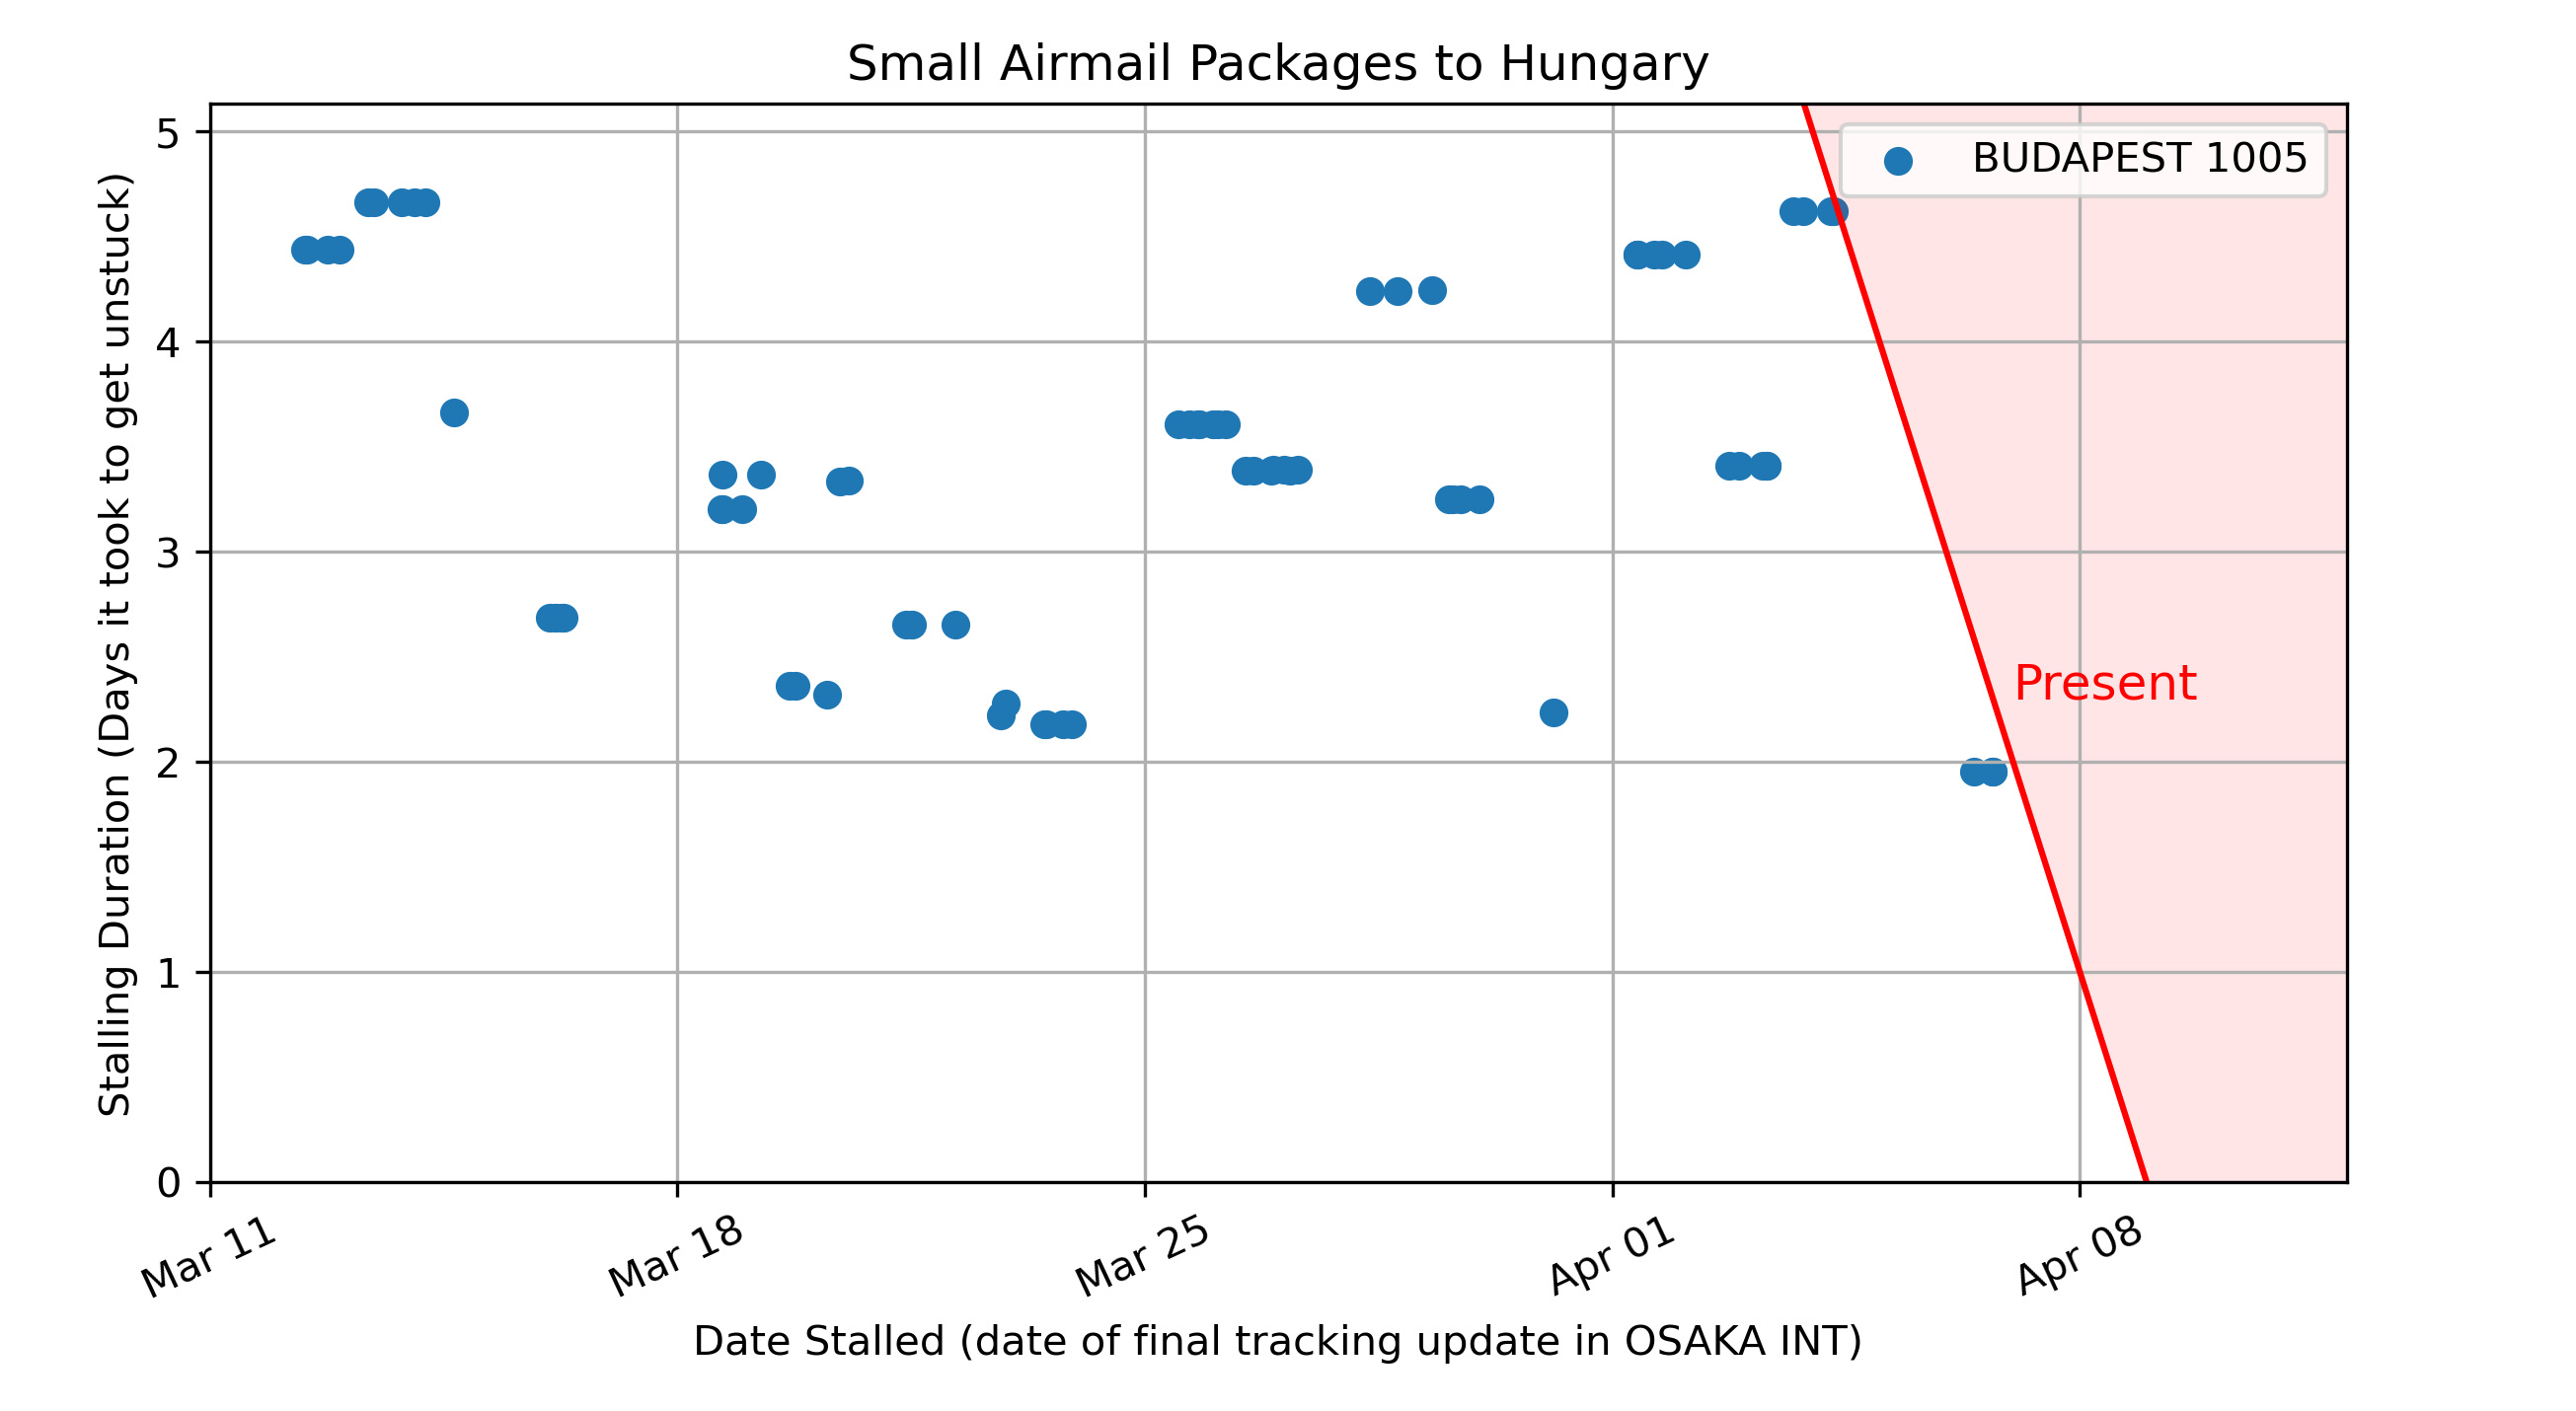 Small Airmail Packages to Hungary
Stalling Duration (Days it took to get unstuck)
5
4
3
2
1
0
BUDAPEST 1005
Present
Mar 11
Mar 18
Mar 25
Apr 01
Apr 08
Date Stalled (date of final tracking update in OSAKA INT)